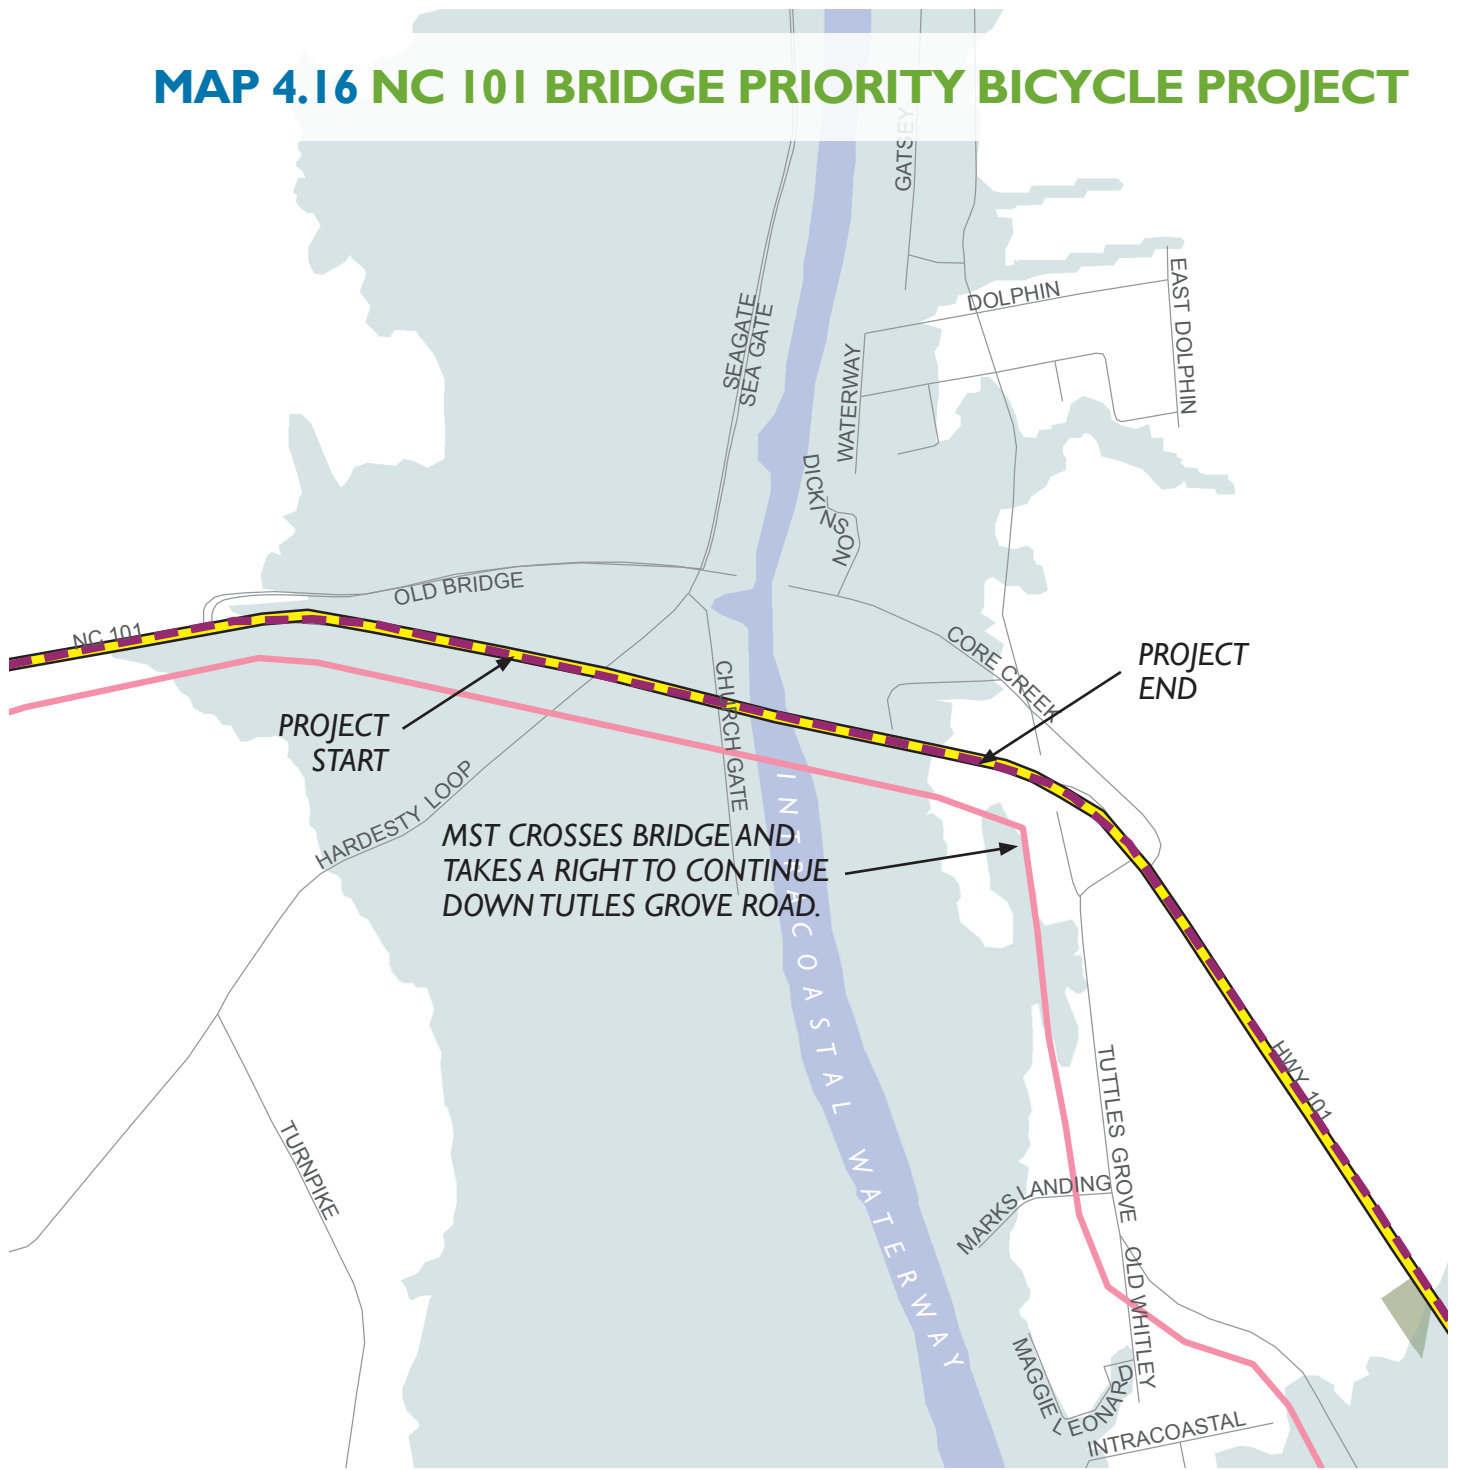 MAP 4.16 NC 101 BRIDGE PRIORITY BICYCLE PROJECT
GATSEY
EAST DOLPHIN
DOLPHIN
SEAGATE
SEA GATE
WATERWAY
DICKINSON
OLD BRIDGE
NC 101
CORE CREEK
PROJECT
END
CHURCH GATE
PROJECT
START
HARDESTY LOOP
MST CROSSES BRIDGE AND
TAKES A RIGHT TO CONTINUE
DOWN TUTLES GROVE ROAD.
INTRACOASTAL WATERWAY
HWY 101
TUTTLES GROVE
TURNPIKE
MARKS LANDING
OLD WHITLEY
MAGGIE
LEONARD
INTRACOASTAL